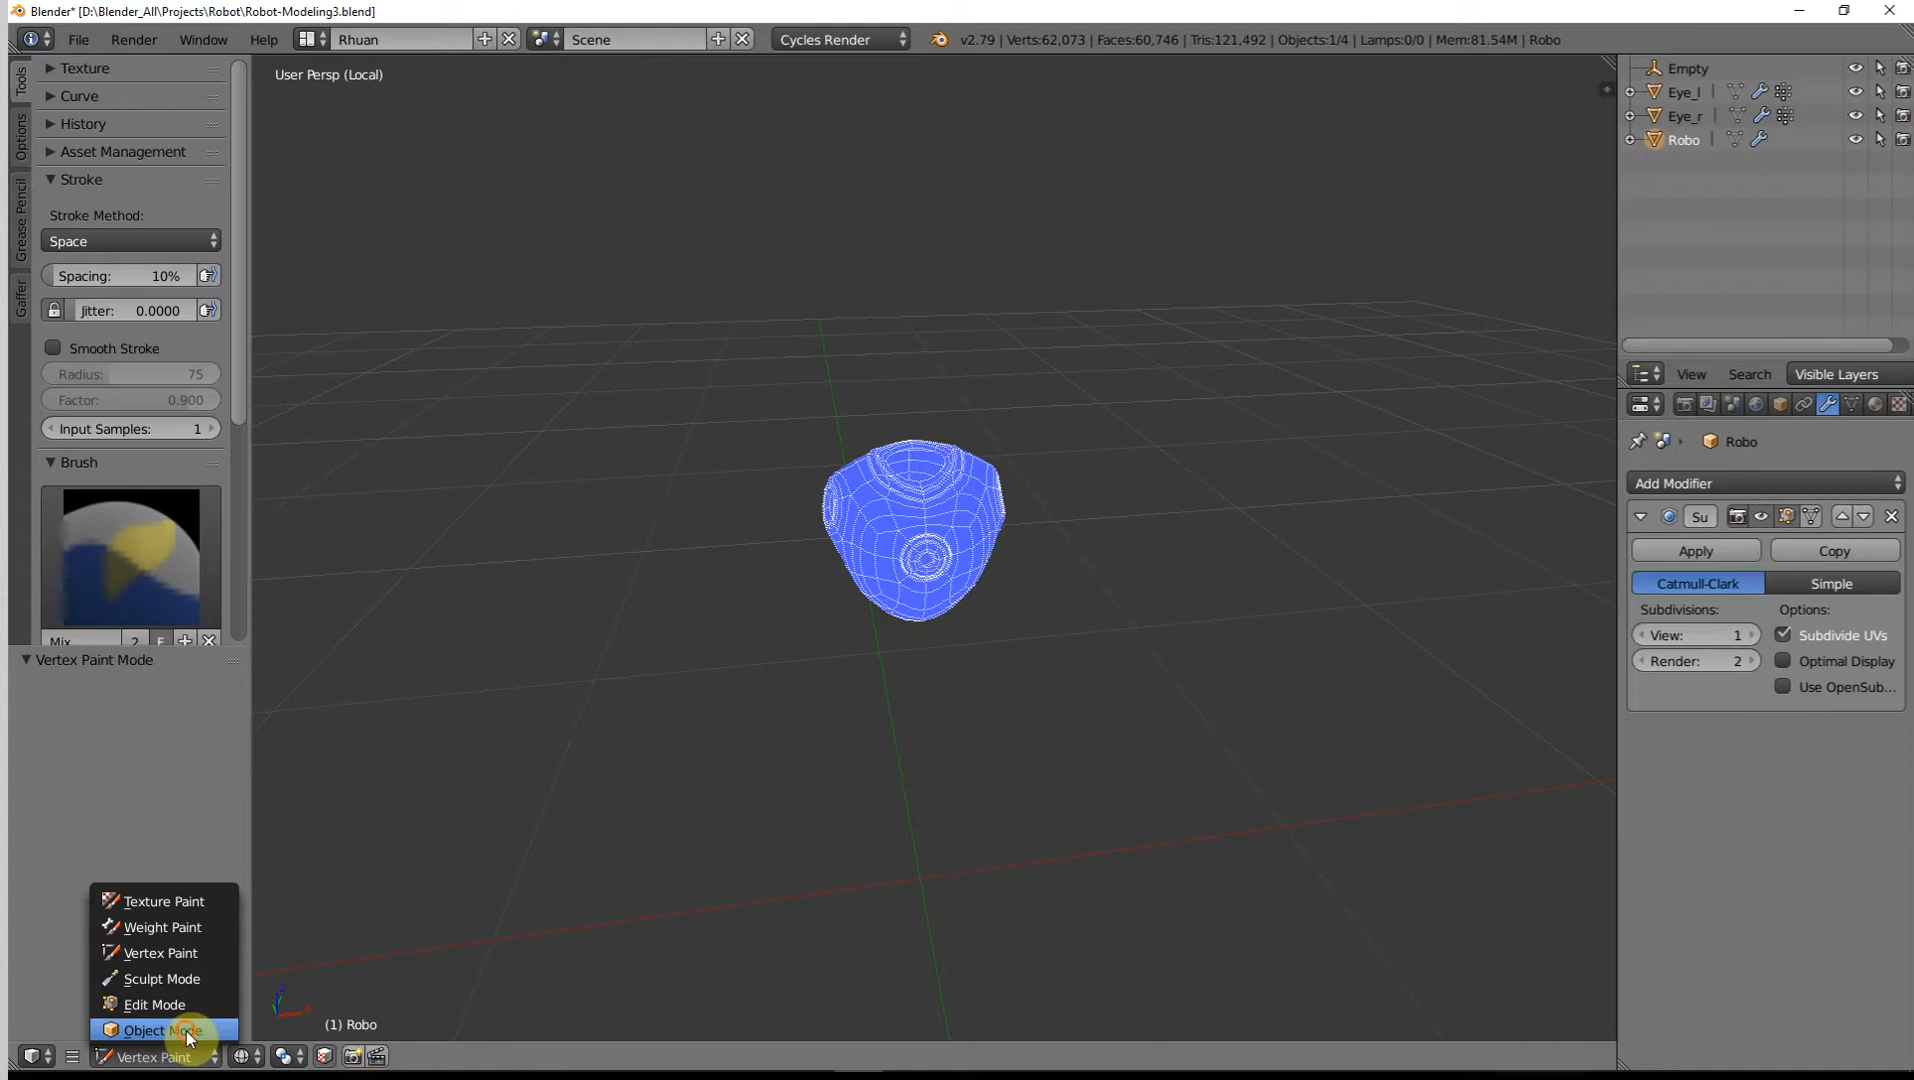 Blender* [D:\Blender_All\Projects\Robot\Robot-Modeling3.blend]
File Render Window Help Rhuan Scene Cycles Render v2.79 | Verts:62,073 | Faces:60,746 | Tris:121,492 | Objects:1/4 | Lamps:0/0 | Mem:81.54M | Robo
Tools
Options
Grease Pencil
Gaffer
Texture
Curve
History
Asset Management
Stroke
Stroke Method:
Space
Spacing: 10%
Jitter: 0.0000
Smooth Stroke
Radius: 75
Factor: 0.900
Input Samples: 1
Brush
Mix 2 F
Vertex Paint Mode
Texture Paint
Weight Paint
Vertex Paint
Sculpt Mode
Edit Mode
Object Mode
Vertex Paint
User Persp (Local)
(1) Robo
Empty
Eye_l
Eye_r
Robo
View Search Visible Layers
Robo
Add Modifier
Su
Apply Copy
Catmull-Clark Simple
Subdivisions: Options:
View: 1 Subdivide UVs
Render: 2 Optimal Display
Use OpenSub...